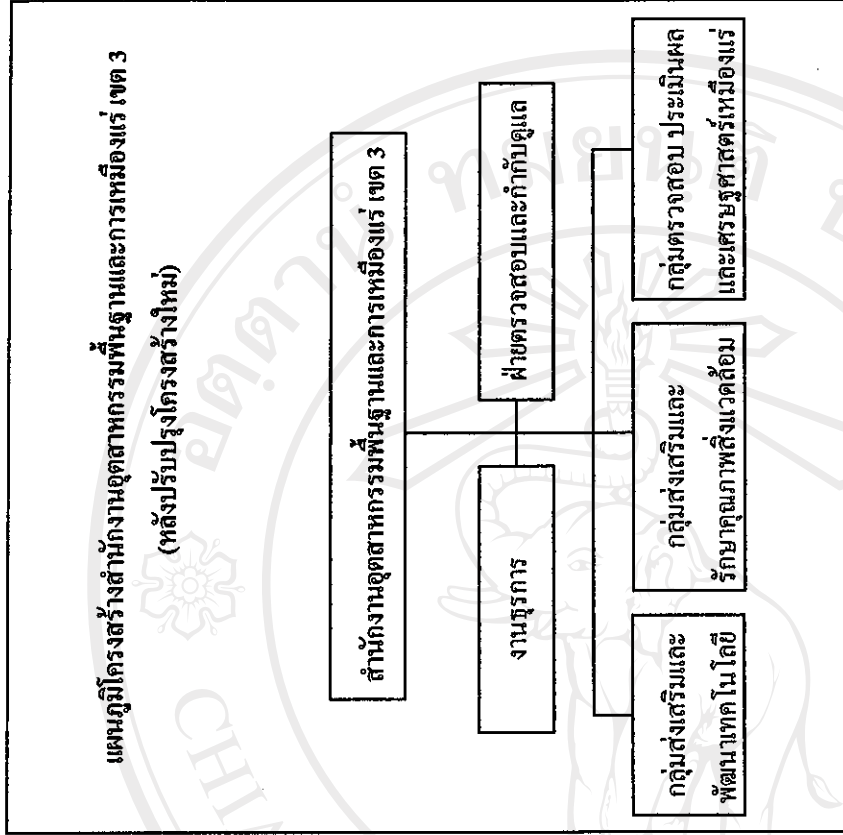 แผนภูมิโครงสร้างสำนักงานอุตสาหกรรมพื้นฐานและการเหมืองแร่ เขต 3
(หลังปรับปรุงโครงสร้างใหม่)
สำนักงานอุตสาหกรรมพื้นฐานและการเหมืองแร่ เขต 3
งานธุรการ
ฝ่ายตรวจสอบและกำกับดูแล
กลุ่มส่งเสริมและ
พัฒนาเทคโนโลยี
กลุ่มส่งเสริมและ
รักษาคุณภาพสิ่งแวดล้อม
กลุ่มตรวจสอบ ประเมินผล
และเศรษฐศาสตร์เหมืองแร่